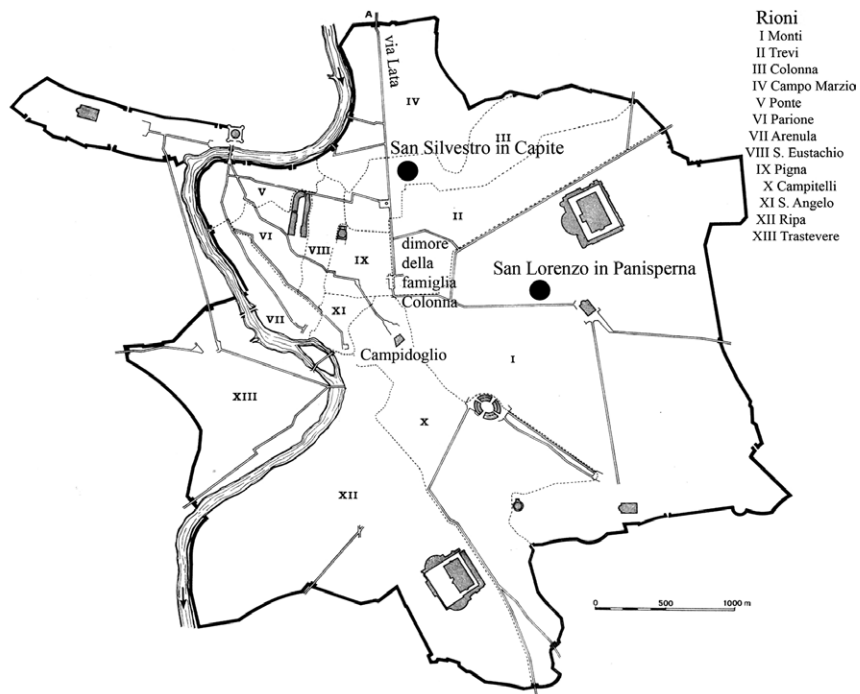 A
via Lata
IV
III
San Silvestro in Capite
V
II
VI
VIII
IX
dimore
della
famiglia
Colonna
San Lorenzo in Panisperna
VII
XI
Campidoglio
I
XIII
X
XII
0 500 1000 m
Rioni
I Monti
II Trevi
III Colonna
IV Campo Marzio
V Ponte
VI Parione
VII Arenula
VIII S. Eustachio
IX Pigna
X Campitelli
XI S. Angelo
XII Ripa
XIII Trastevere